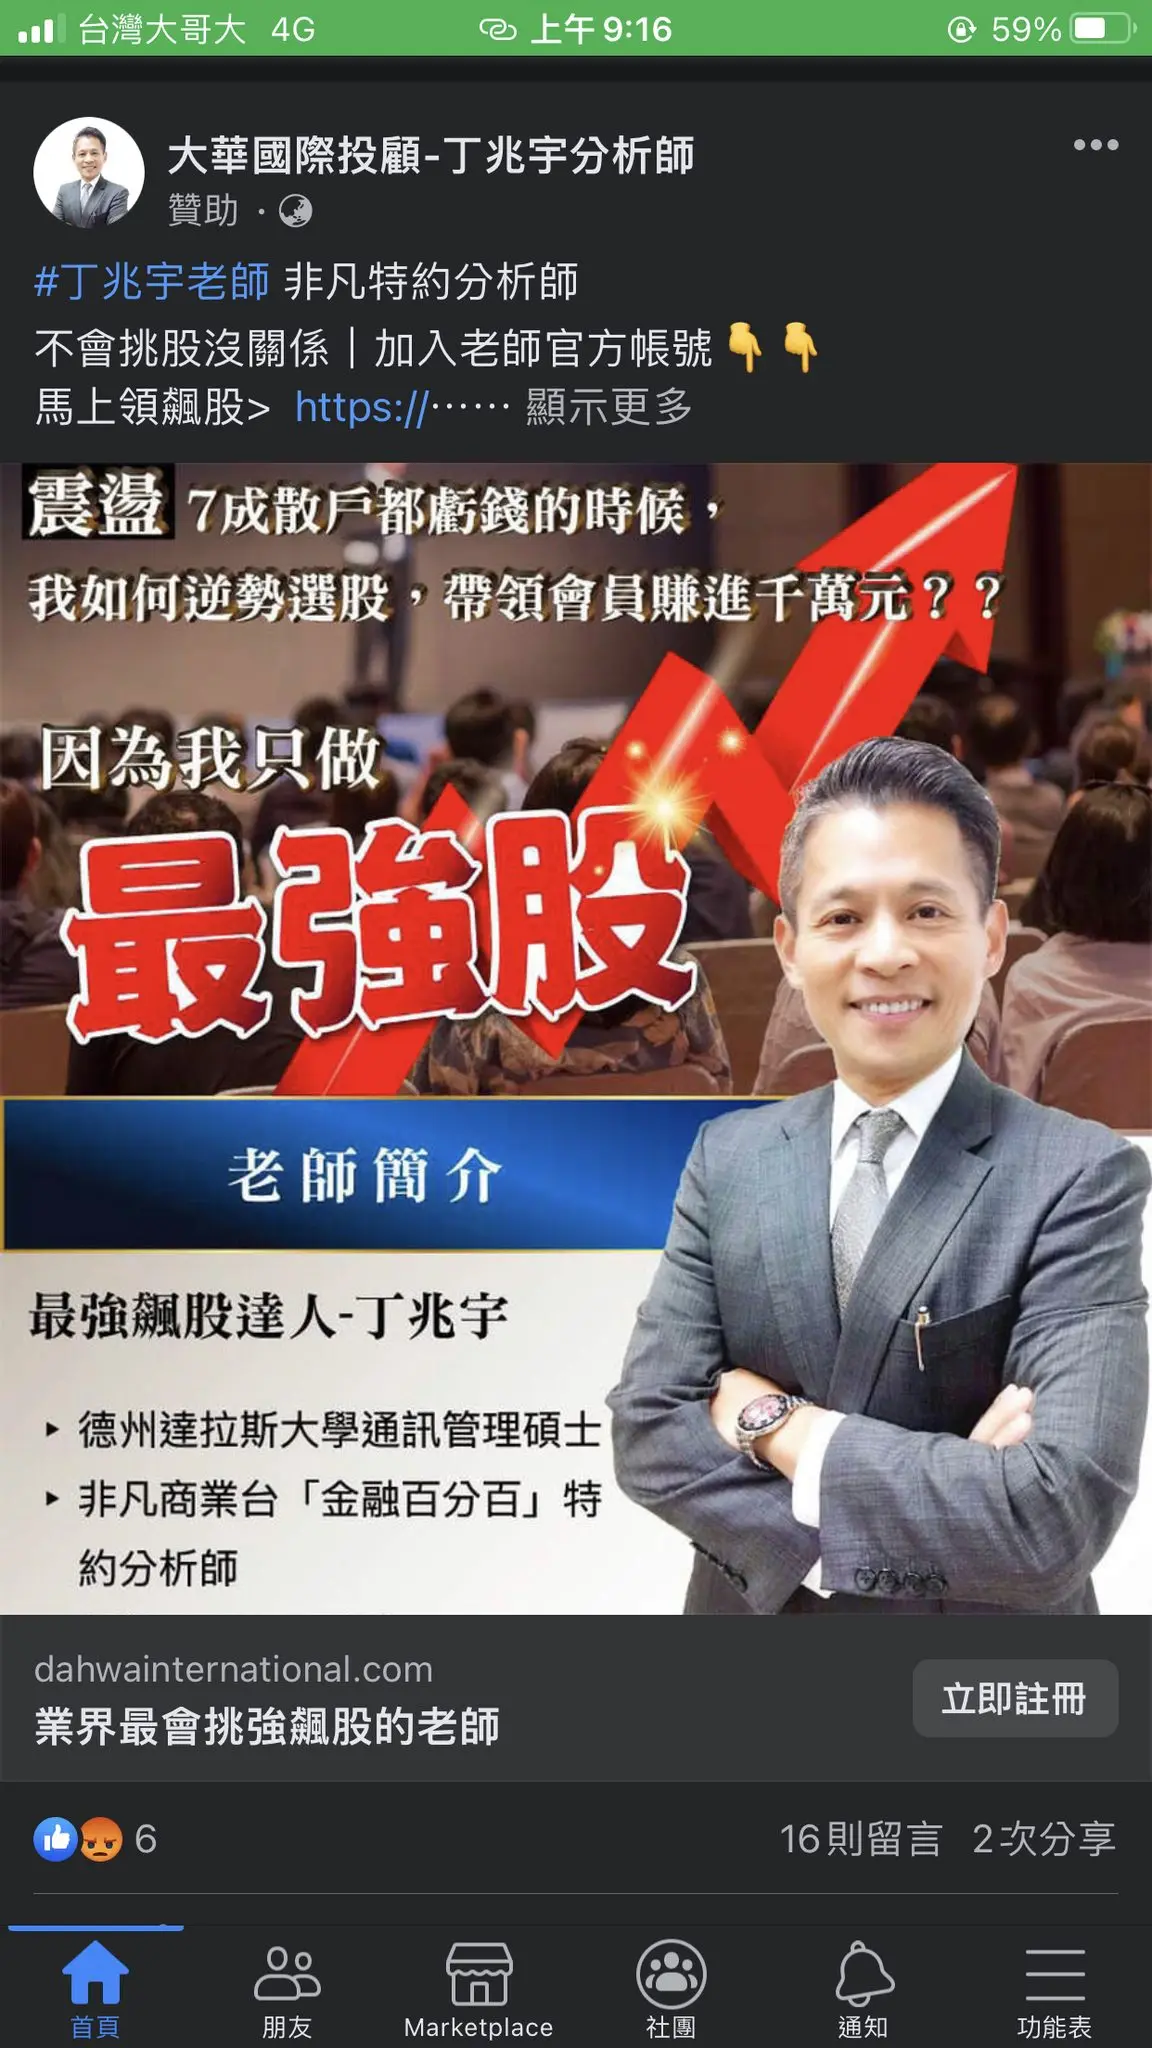 台灣大哥大 4G 上午9:16 59%
大華國際投顧-丁兆宇分析師
贊助 ·
#丁兆宇老師 非凡特約分析師
不會挑股沒關係｜加入老師官方帳號👇👇
馬上領飆股> https://…… 顯示更多
震盪 7成散戶都虧錢的時候，
我如何逆勢選股，帶領會員賺進千萬元？？
因為我只做
最強股
老師簡介
最強飆股達人-丁兆宇
▸ 德州達拉斯大學通訊管理碩士
▸ 非凡商業台「金融百分百」特
約分析師
dahwainternational.com
業界最會挑強飆股的老師
立即註冊
6 16則留言 2次分享
首頁 朋友 Marketplace 社團 通知 功能表